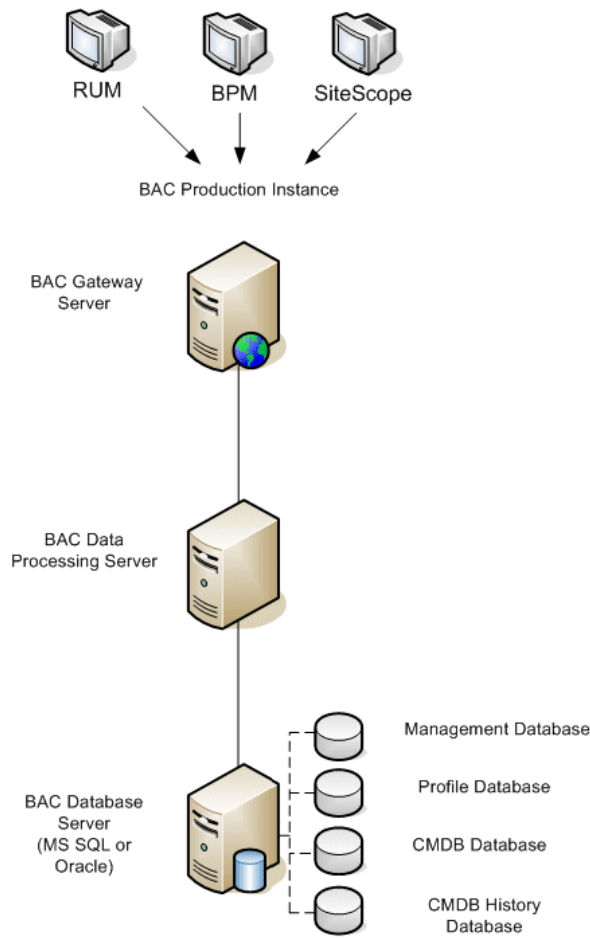 RUM
BPM
SiteScope
BAC Production Instance
BAC Gateway
Server
BAC Data
Processing Server
BAC Database
Server
(MS SQL or
Oracle)
Management Database
Profile Database
CMDB Database
CMDB History
Database